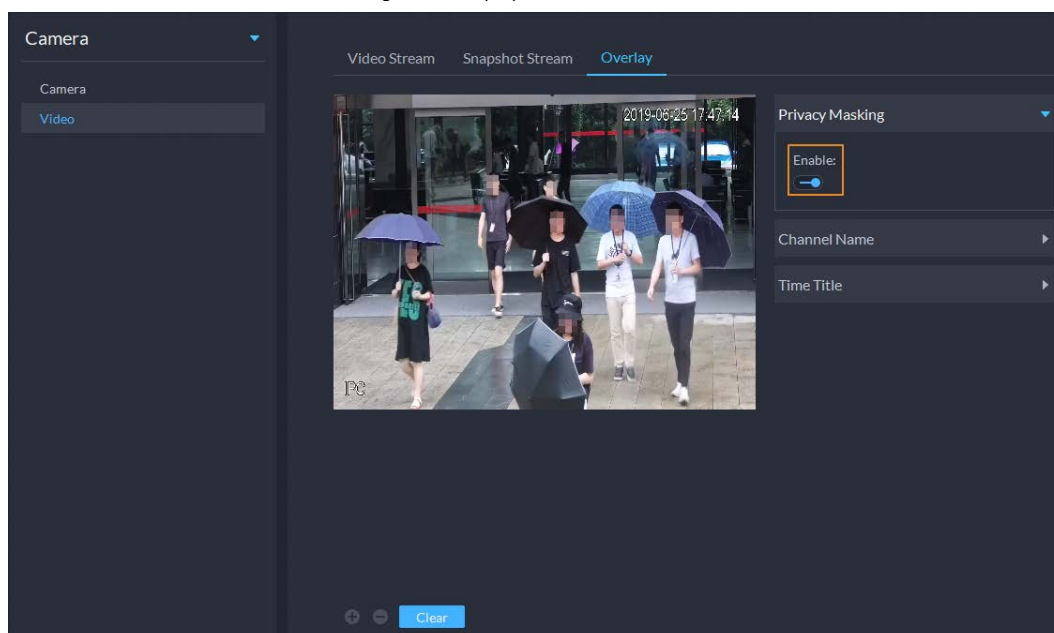 Camera
Video Stream Snapshot Stream Overlay
Camera
Video
2019-06-25 17:47:14
Privacy Masking
Enable:
Channel Name
Time Title
PC
Clear